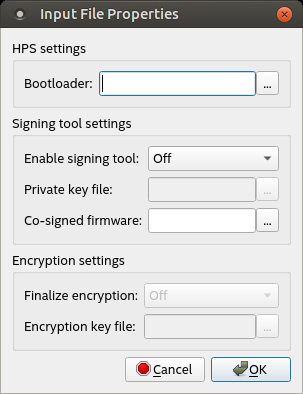 Input File Properties
HPS settings
Bootloader:
...
Signing tool settings
Enable signing tool: Off
Private key file:
...
Co-signed firmware:
...
Encryption settings
Finalize encryption: Off
Encryption key file:
...
Cancel
OK